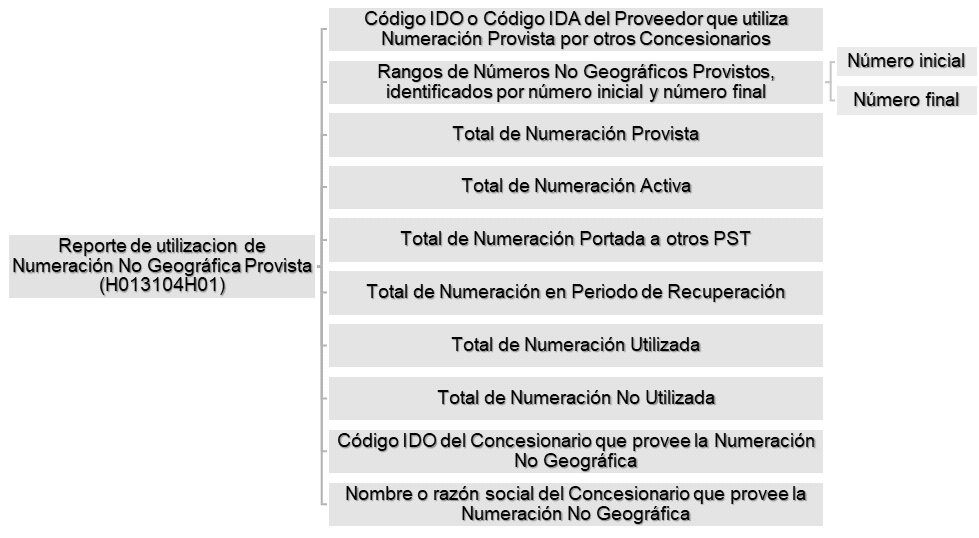 Código IDO o Código IDA del Proveedor que utiliza
Numeración Provista por otros Concesionarios
Rangos de Números No Geográficos Provistos,
identificados por número inicial y número final
Número inicial
Número final
Total de Numeración Provista
Total de Numeración Activa
Total de Numeración Portada a otros PST
Reporte de utilizacion de
Numeración No Geográfica Provista
(H013104H01)
Total de Numeración en Periodo de Recuperación
Total de Numeración Utilizada
Total de Numeración No Utilizada
Código IDO del Concesionario que provee la Numeración
No Geográfica
Nombre o razón social del Concesionario que provee la
Numeración No Geográfica